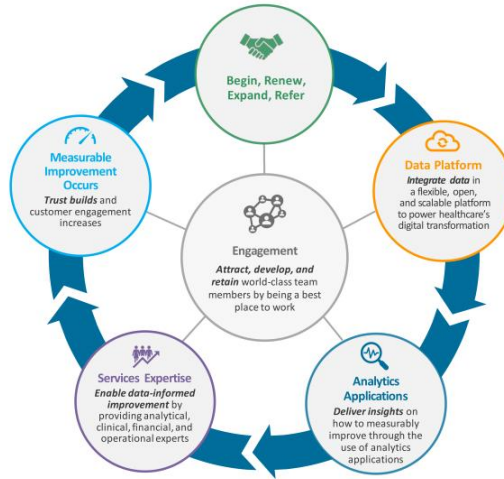 Begin, Renew,
Expand, Refer
Data Platform
Integrate data in
a flexible, open,
and scalable platform
to power healthcare's
digital transformation
Analytics
Applications
Deliver insights on
how to measurably
improve through the
use of analytics
applications
Services Expertise
Enable data-informed
improvement by
providing analytical,
clinical, financial, and
operational experts
Measurable
Improvement
Occurs
Trust builds and
customer engagement
increases
Engagement
Attract, develop, and
retain world-class team
members by being a best
place to work